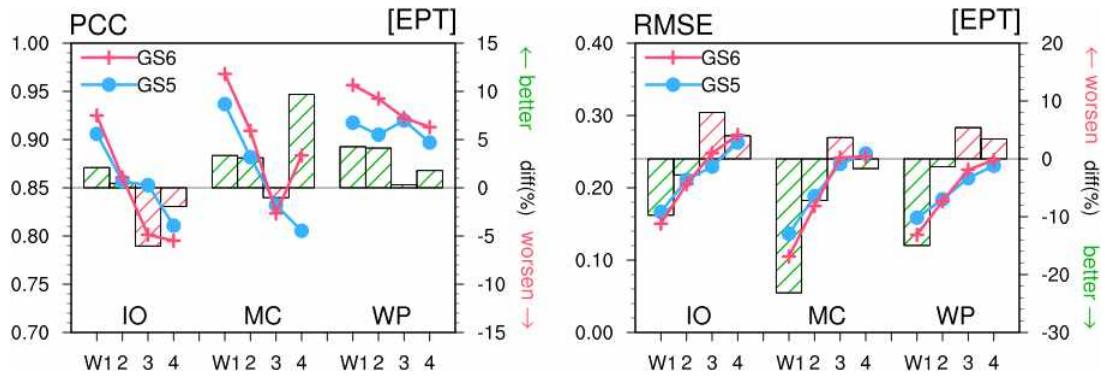 PCC [EPT]
1.00
0.95
0.90
0.85
0.80
0.75
0.70
GS6
GS5
15
10
5
0
-5
-10
-15
← better
diff(%)
worsen →
IO MC WP
W1 2 3 4 W1 2 3 4 W1 2 3 4
RMSE [EPT]
0.40
0.30
0.20
0.10
0.00
GS6
GS5
20
10
0
-10
-20
-30
← worsen
diff(%)
better →
IO MC WP
W1 2 3 4 W1 2 3 4 W1 2 3 4